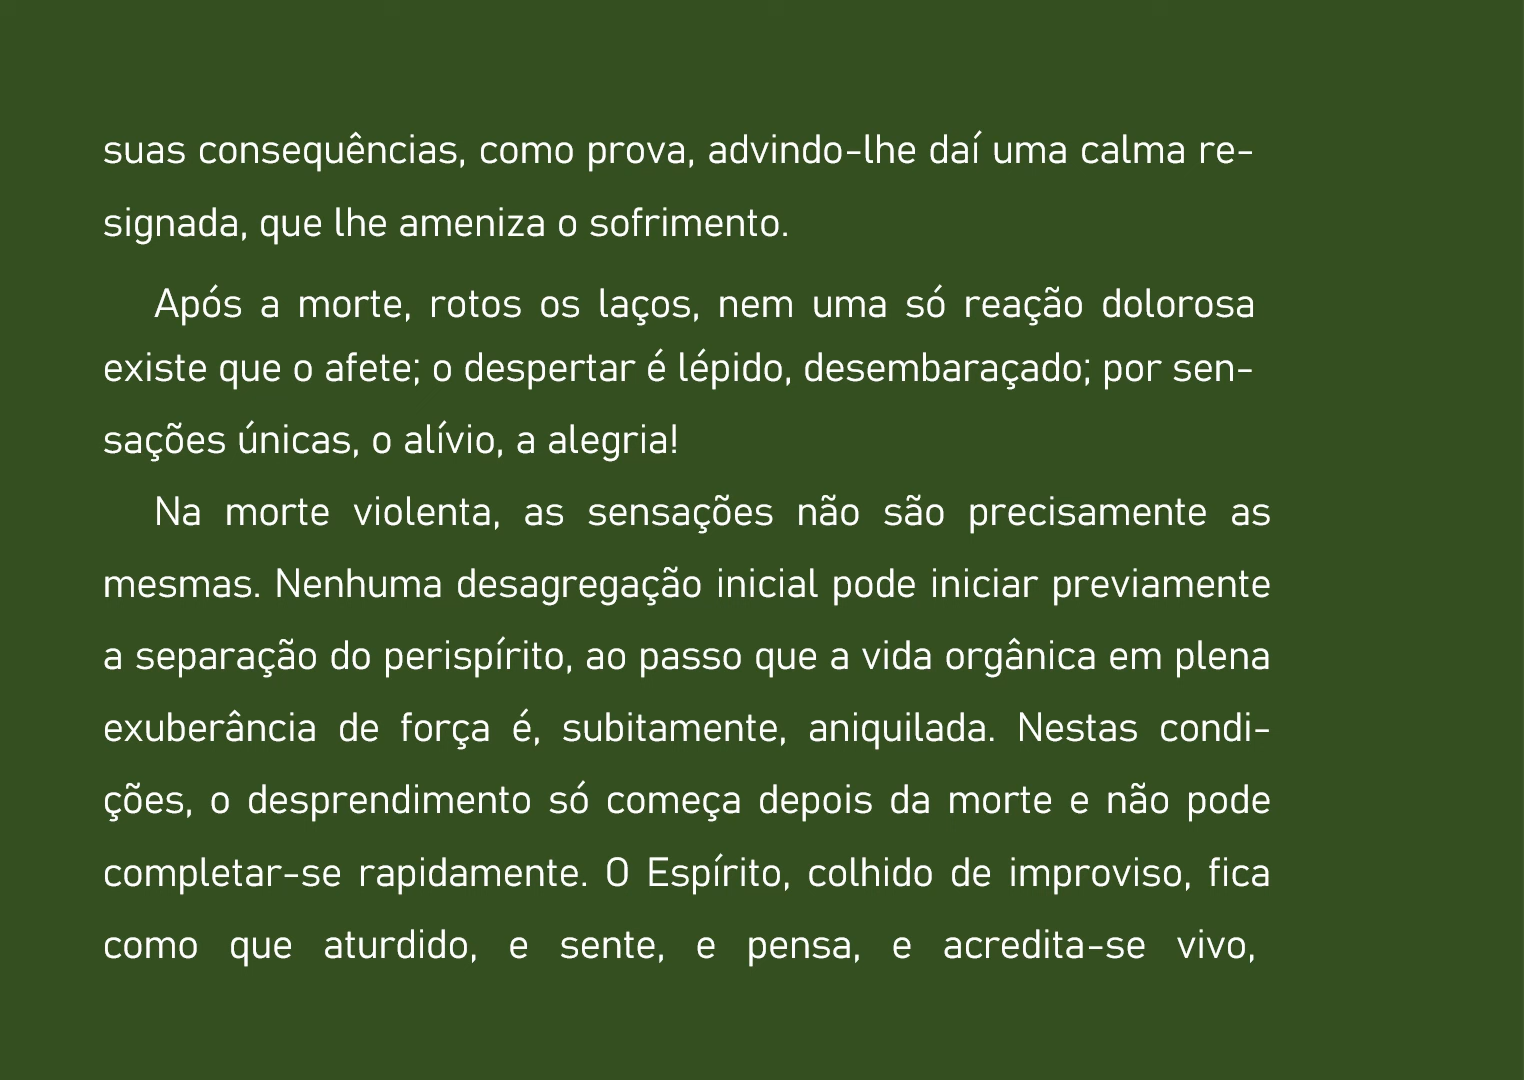 suas consequências, como prova, advindo-lhe daí uma calma re-
signada, que lhe ameniza o sofrimento.
Após a morte, rotos os laços, nem uma só reação dolorosa
existe que o afete; o despertar é lépido, desembaraçado; por sen-
sações únicas, o alívio, a alegria!
Na morte violenta, as sensações não são precisamente as
mesmas. Nenhuma desagregação inicial pode iniciar previamente
a separação do perispírito, ao passo que a vida orgânica em plena
exuberância de força é, subitamente, aniquilada. Nestas condi-
ções, o desprendimento só começa depois da morte e não pode
completar-se rapidamente. O Espírito, colhido de improviso, fica
como que aturdido, e sente, e pensa, e acredita-se vivo,